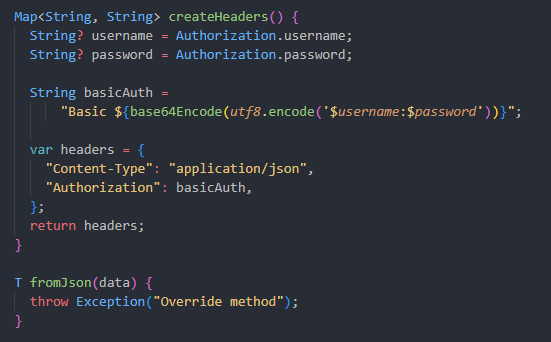 Map<String, String> createHeaders() {
String? username = Authorization.username;
String? password = Authorization.password;
String basicAuth =
"Basic ${base64Encode(utf8.encode('$username:$password'))}";
var headers = {
"Content-Type": "application/json",
"Authorization": basicAuth,
};
return headers;
}
T fromJson(data) {
throw Exception("Override method");
}